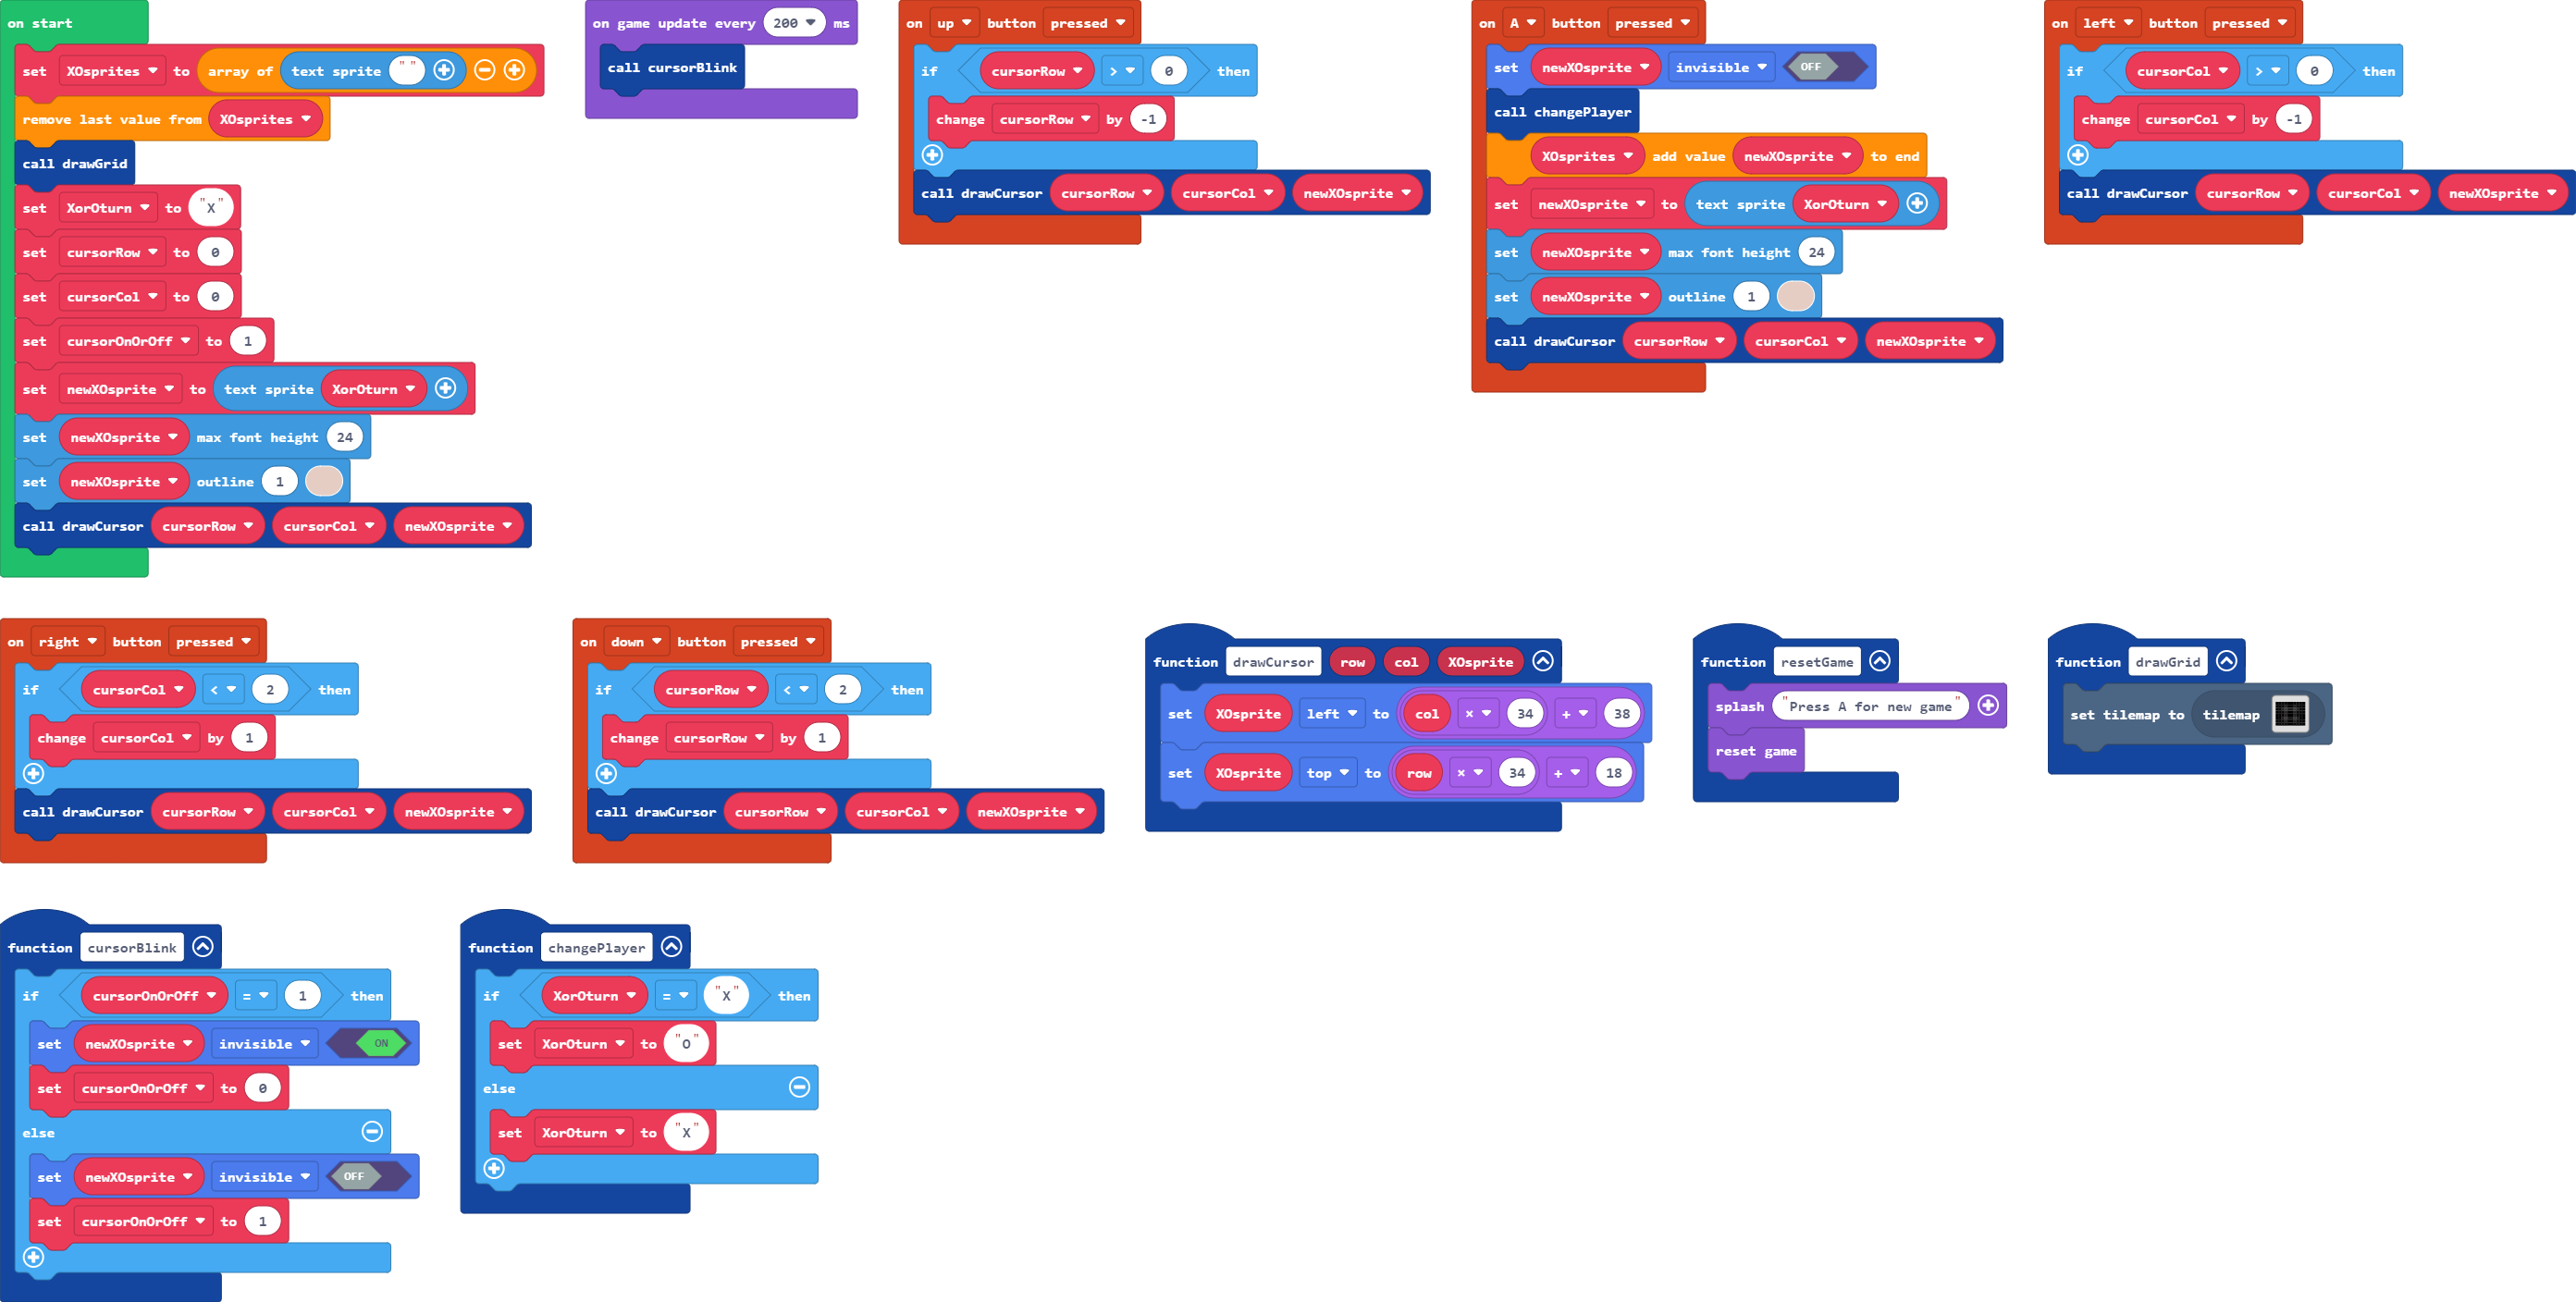 on start
set XOsprites to array of text sprite " "
remove last value from XOsprites
call drawGrid
set XorOturn to "X"
set cursorRow to 0
set cursorCol to 0
set cursorOnOrOff to 1
set newXOsprite to text sprite XorOturn
set newXOsprite max font height 24
set newXOsprite outline 1
call drawCursor cursorRow cursorCol newXOsprite
on game update every 200 ms
call cursorBlink
on up button pressed
if cursorRow > 0 then
change cursorRow by -1
call drawCursor cursorRow cursorCol newXOsprite
on A button pressed
set newXOsprite invisible OFF
call changePlayer
XOsprites add value newXOsprite to end
set newXOsprite to text sprite XorOturn
set newXOsprite max font height 24
set newXOsprite outline 1
call drawCursor cursorRow cursorCol newXOsprite
on left button pressed
if cursorCol > 0 then
change cursorCol by -1
call drawCursor cursorRow cursorCol newXOsprite
on right button pressed
if cursorCol < 2 then
change cursorCol by 1
call drawCursor cursorRow cursorCol newXOsprite
on down button pressed
if cursorRow < 2 then
change cursorRow by 1
call drawCursor cursorRow cursorCol newXOsprite
function drawCursor row col XOsprite
set XOsprite left to col × 34 + 38
set XOsprite top to row × 34 + 18
function resetGame
splash "Press A for new game"
reset game
function drawGrid
set tilemap to tilemap
function cursorBlink
if cursorOnOrOff = 1 then
set newXOsprite invisible ON
set cursorOnOrOff to 0
else
set newXOsprite invisible OFF
set cursorOnOrOff to 1
function changePlayer
if XorOturn = "X" then
set XorOturn to "O"
else
set XorOturn to "X"